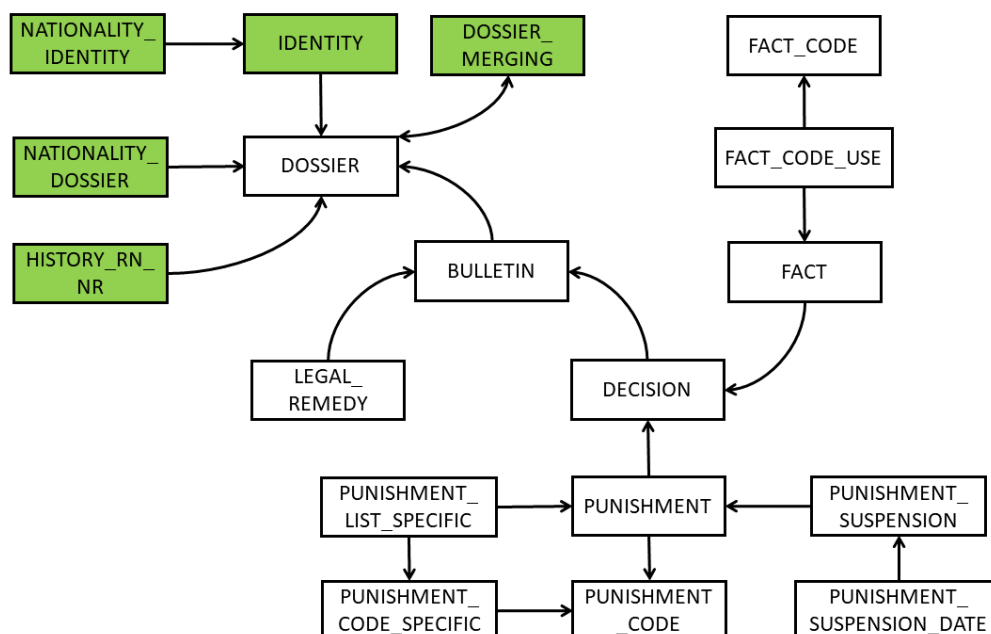 NATIONALITY_
IDENTITY
IDENTITY
DOSSIER_
MERGING
FACT_CODE
NATIONALITY_
DOSSIER
DOSSIER
FACT_CODE_USE
HISTORY_RN_
NR
BULLETIN
FACT
LEGAL_
REMEDY
DECISION
PUNISHMENT_
LIST_SPECIFIC
PUNISHMENT
PUNISHMENT_
SUSPENSION
PUNISHMENT_
CODE_SPECIFIC
PUNISHMENT
_CODE
PUNISHMENT_
SUSPENSION_DATE